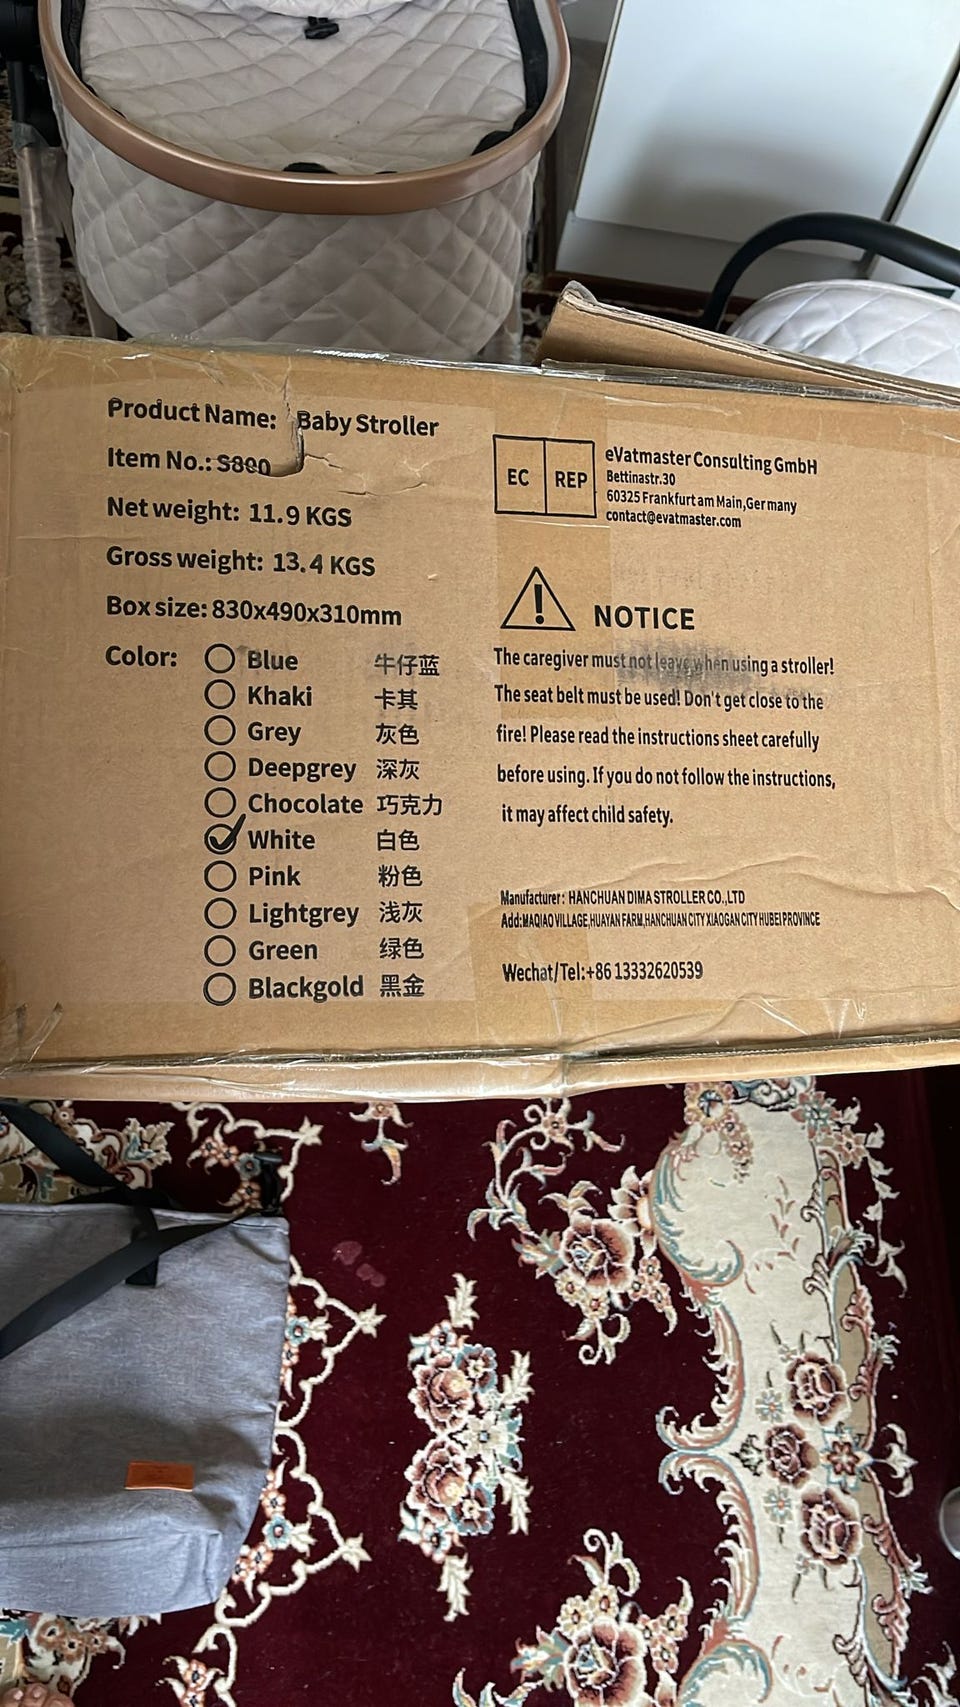 Product Name: Baby Stroller
Item No.: S800
Net weight: 11.9 KGS
Gross weight: 13.4 KGS
Box size: 830x490x310mm
Color: Blue 牛仔蓝
Khaki 卡其
Grey 灰色
Deepgrey 深灰
Chocolate 巧克力
White 白色
Pink 粉色
Lightgrey 浅灰
Green 绿色
Blackgold 黑金
EC REP
eVatmaster Consulting GmbH
Bettinastr.30
60325 Frankfurt am Main,Germany
contact@evatmaster.com
NOTICE
The caregiver must not leave when using a stroller!
The seat belt must be used! Don't get close to the
fire! Please read the instructions sheet carefully
before using. If you do not follow the instructions,
it may affect child safety.
Manufacturer: HANCHUAN DIMA STROLLER CO.,LTD
Add:MAQIAO VILLAGE,HUAYAN FARM,HANCHUAN CITY XIAOGAN CITY HUBEI PROVINCE
Wechat/Tel:+86 13332620539